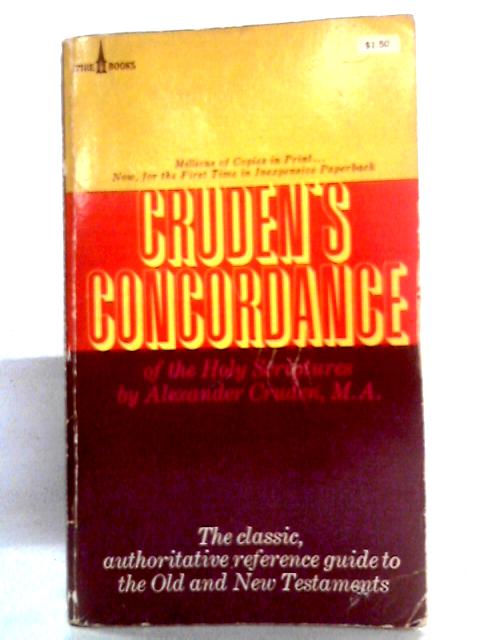 SPIRE BOOKS
$1.50
Millions of Copies in Print...
Now, for the First Time in Inexpensive Paperback
CRUDEN'S
CONCORDANCE
of the Holy Scriptures
by Alexander Cruden, M.A.
The classic,
authoritative reference guide to
the Old and New Testaments